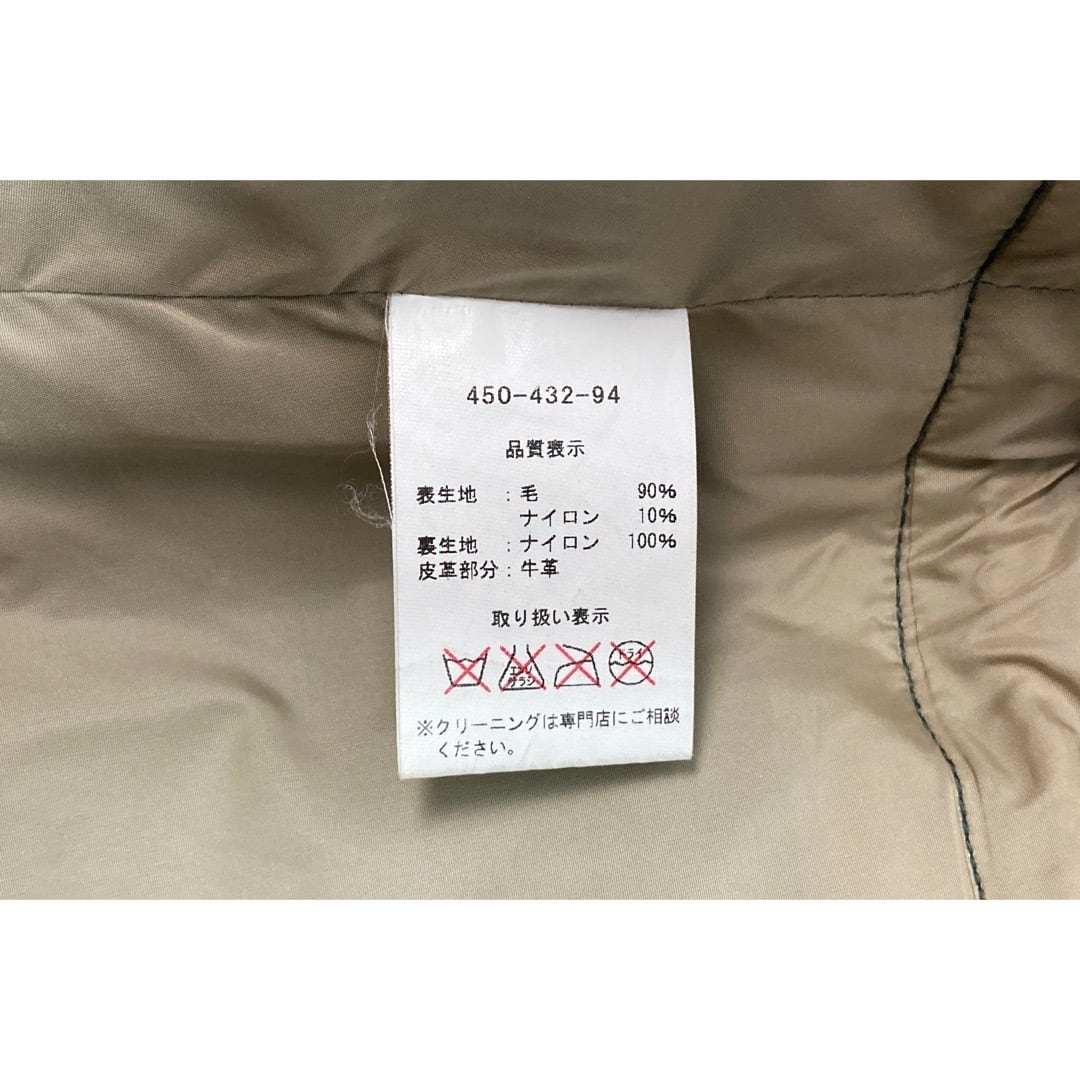 450-432-94
品質表示
表生地 : 毛 90%
ナイロン 10%
裏生地 : ナイロン 100%
皮革部分 : 牛革
取り扱い表示
エンソ サラシ ドライ
※クリーニングは専門店にご相談
ください。